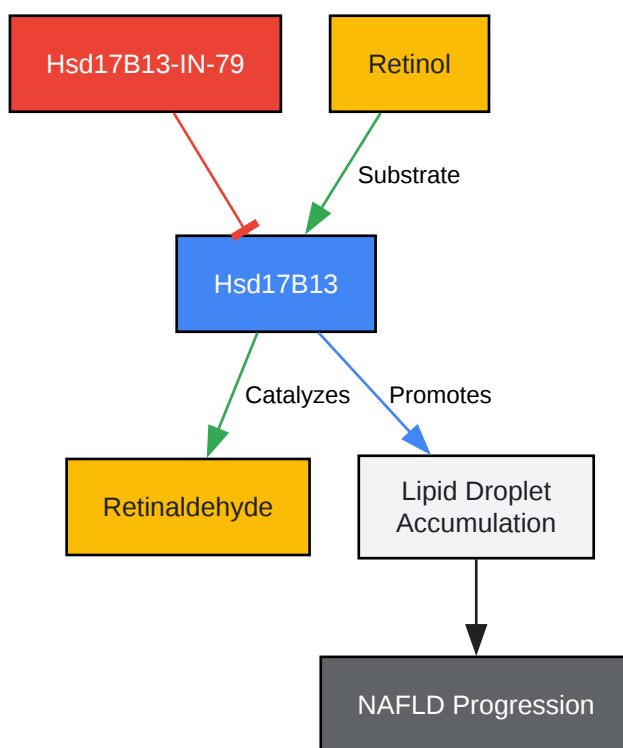 Hsd17B13-IN-79
Retinol
Substrate
Hsd17B13
Catalyzes
Promotes
Retinaldehyde
Lipid Droplet
Accumulation
NAFLD Progression